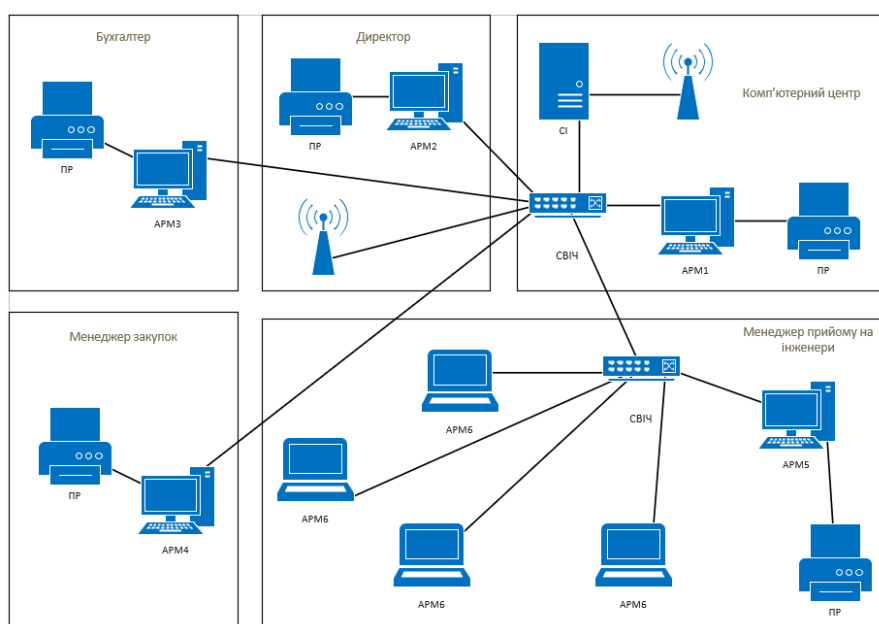 Бухгалтер
Директор
Комп'ютерний центр
ПР
АРМ3
ПР
АРМ2
СІ
СВІЧ
АРМ1
ПР
Менеджер закупок
Менеджер прийому на
інженери
ПР
АРМ4
АРМ6
СВІЧ
АРМ5
АРМ6
АРМ6
АРМ6
ПР